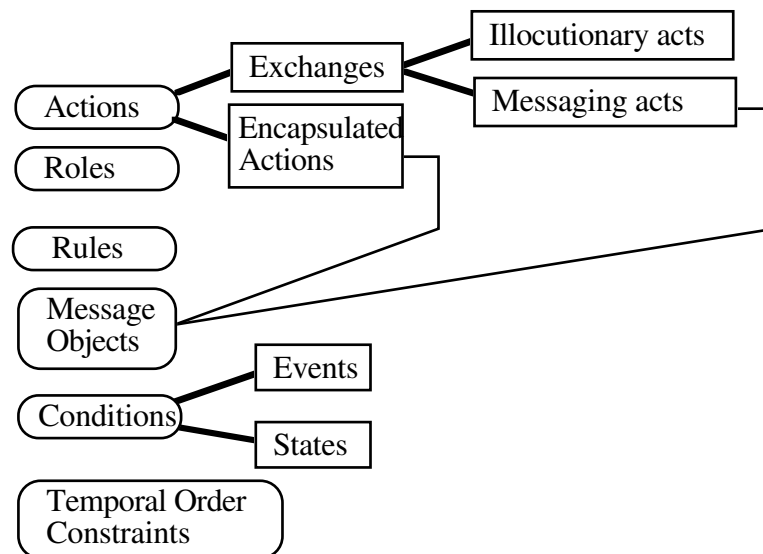 Illocutionary acts
Exchanges
Messaging acts
Actions
Encapsulated
Actions
Roles
Rules
Message
Objects
Events
Conditions
States
Temporal Order
Constraints